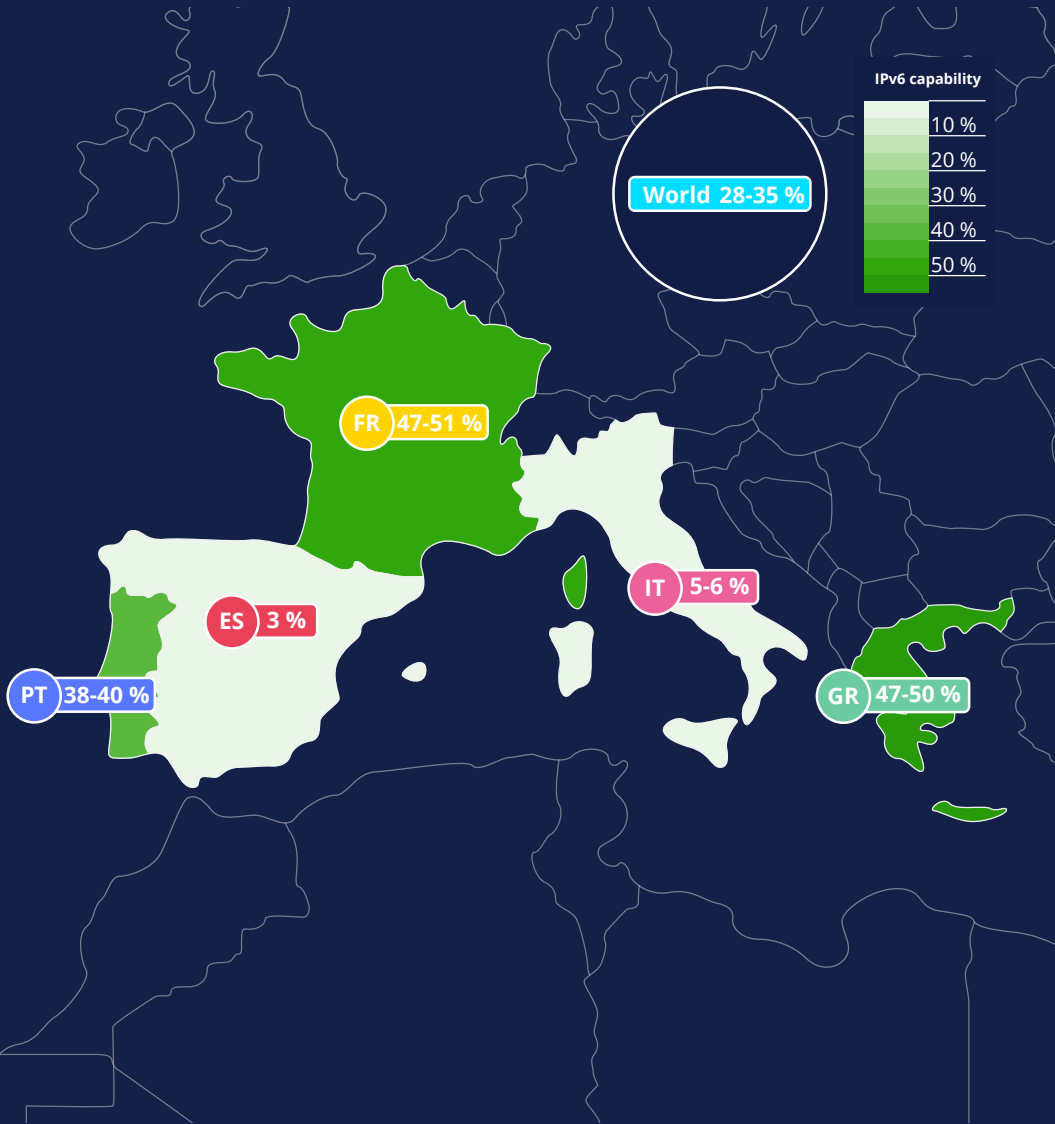 IPv6 capability
10 %
20 %
30 %
40 %
50 %
World 28-35 %
FR 47-51 %
IT 5-6 %
ES 3 %
PT 38-40 %
GR 47-50 %